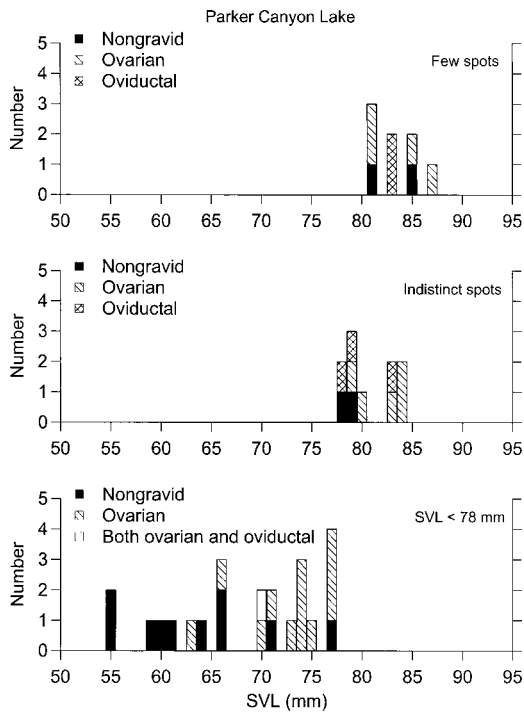 Parker Canyon Lake
Nongravid
Ovarian
Oviductal
Few spots
Number
5
4
3
2
1
0
50 55 60 65 70 75 80 85 90 95
Nongravid
Ovarian
Oviductal
Indistinct spots
Number
5
4
3
2
1
0
50 55 60 65 70 75 80 85 90 95
Nongravid
Ovarian
Both ovarian and oviductal
SVL < 78 mm
Number
5
4
3
2
1
0
50 55 60 65 70 75 80 85 90 95
SVL (mm)